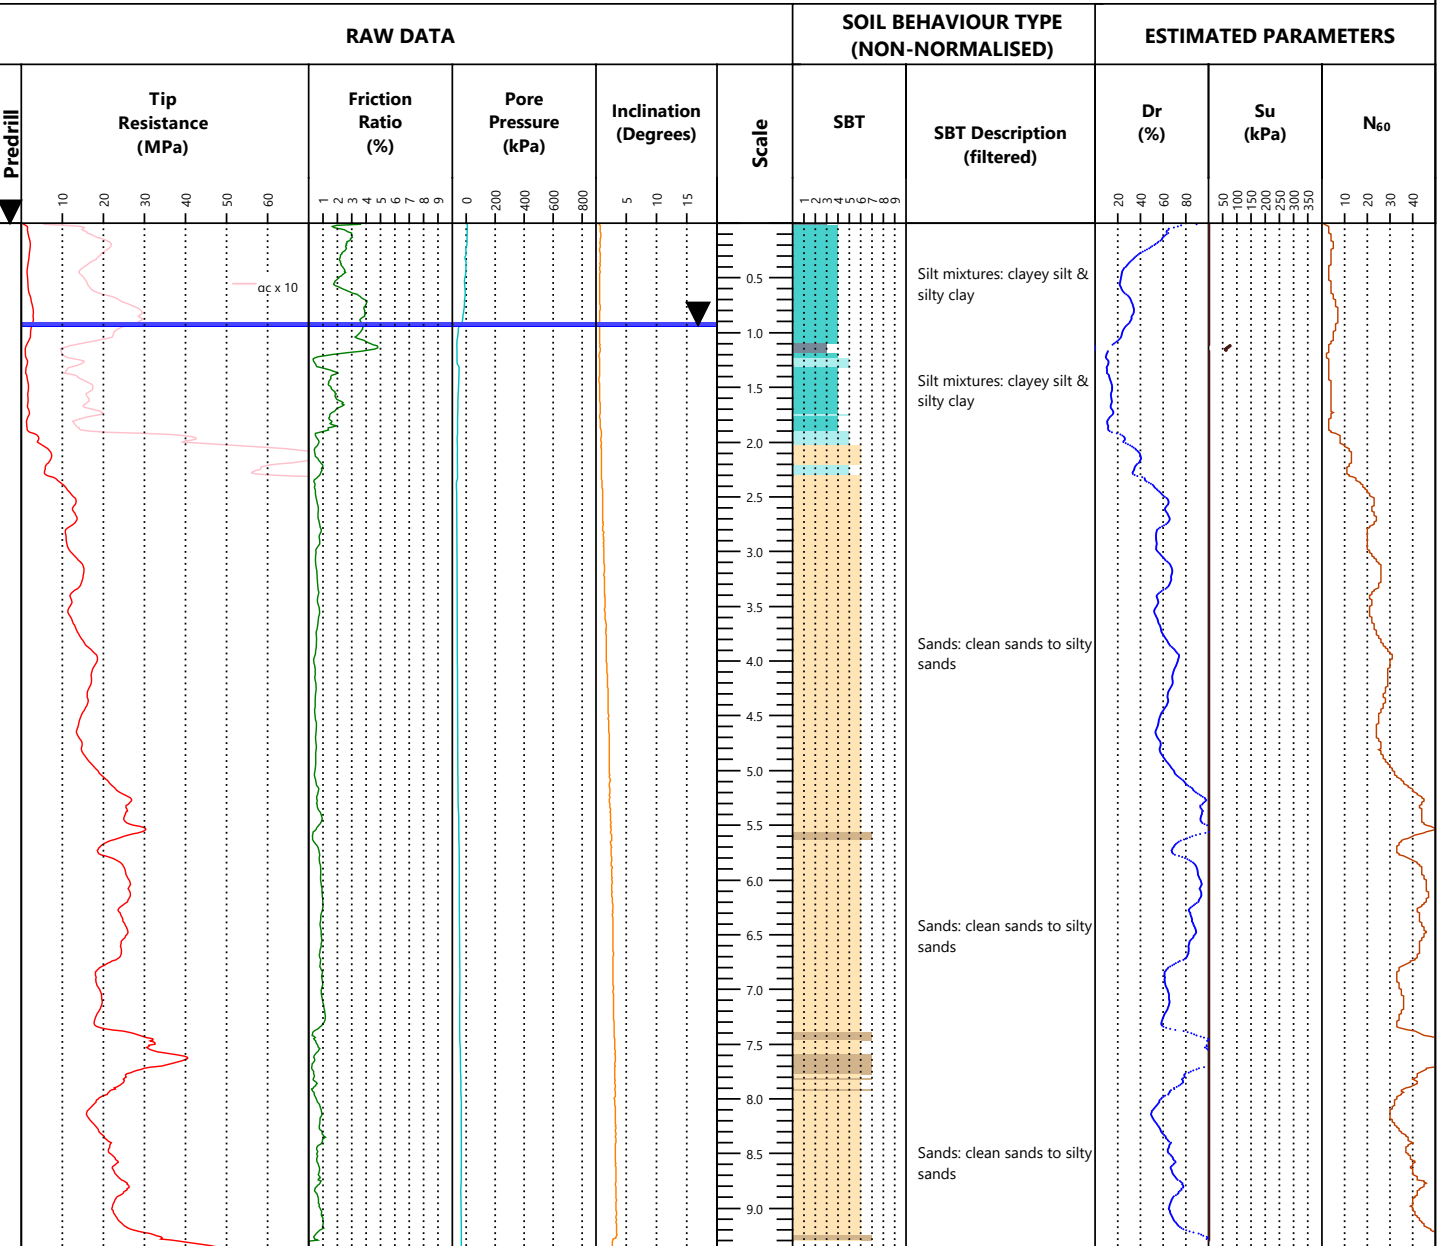 RAW DATA
SOIL BEHAVIOUR TYPE
(NON-NORMALISED)
ESTIMATED PARAMETERS
Predrill
Tip
Resistance
(MPa)
Friction
Ratio
(%)
Pore
Pressure
(kPa)
Inclination
(Degrees)
Scale
SBT
SBT Description
(filtered)
Dr
(%)
Su
(kPa)
N60
10 20 30 40 50 60
1 2 3 4 5 6 7 8 9
0 200 400 600 800
5 10 15
1 2 3 4 5 6 7 8 9
20 40 60 80
50 100 150 200 250 300 350
10 20 30 40
qc x 10
0.5
1.0
1.5
2.0
2.5
3.0
3.5
4.0
4.5
5.0
5.5
6.0
6.5
7.0
7.5
8.0
8.5
9.0
Silt mixtures: clayey silt &
silty clay
Silt mixtures: clayey silt &
silty clay
Sands: clean sands to silty
sands
Sands: clean sands to silty
sands
Sands: clean sands to silty
sands